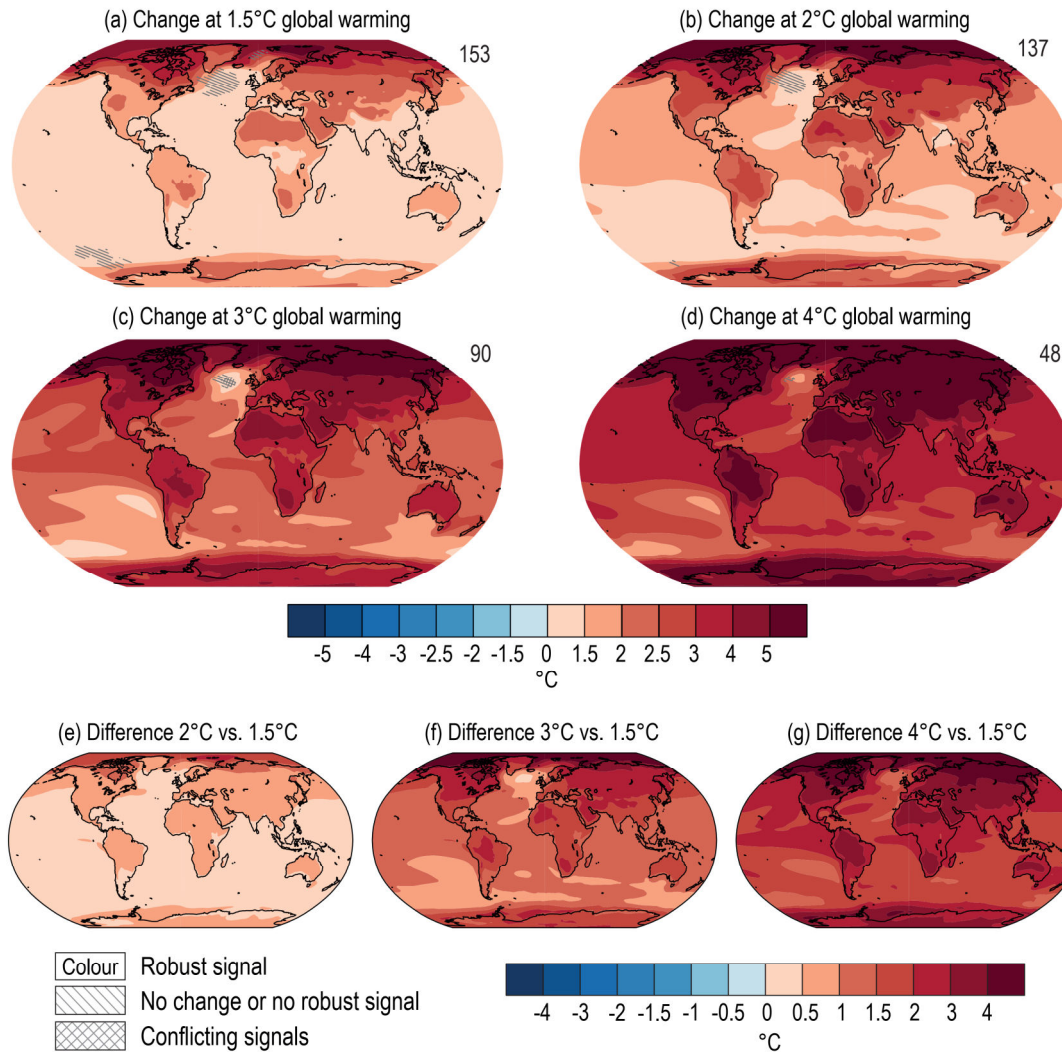 (a) Change at 1.5°C global warming
153
(b) Change at 2°C global warming
137
(c) Change at 3°C global warming
90
(d) Change at 4°C global warming
48
-5 -4 -3 -2.5 -2 -1.5 0 1.5 2 2.5 3 4 5
°C
(e) Difference 2°C vs. 1.5°C
(f) Difference 3°C vs. 1.5°C
(g) Difference 4°C vs. 1.5°C
Colour Robust signal
No change or no robust signal
Conflicting signals
-4 -3 -2 -1.5 -1 -0.5 0 0.5 1 1.5 2 3 4
°C